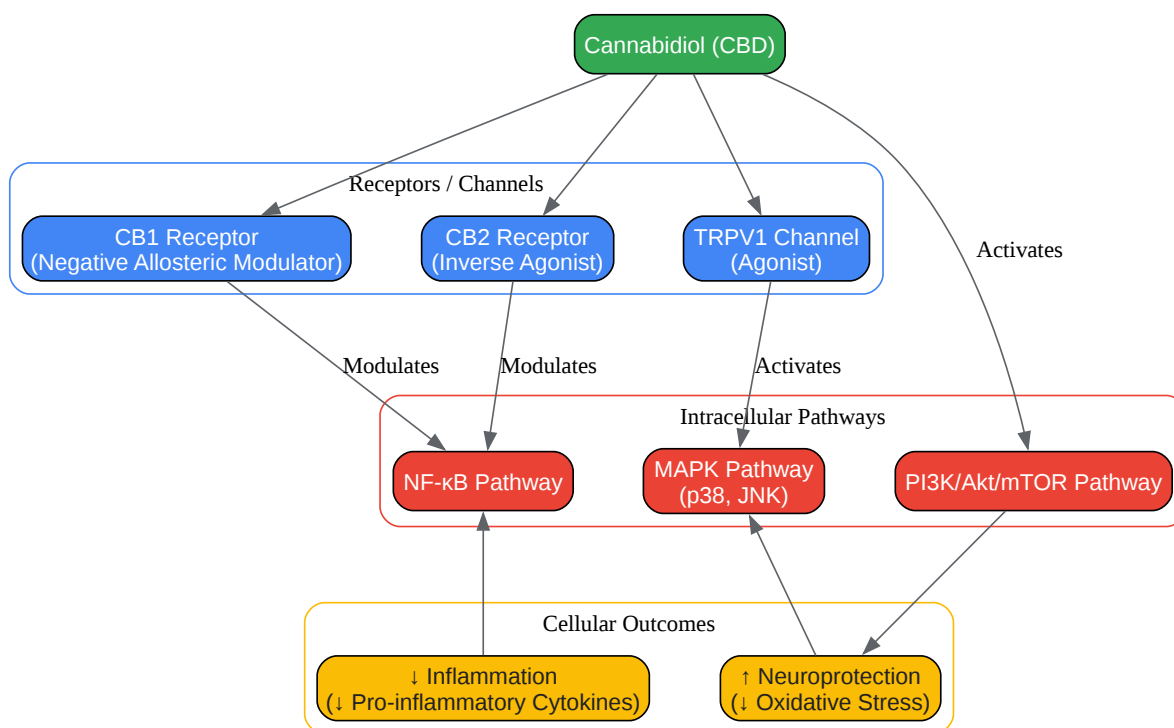 Cannabidiol (CBD)
Receptors / Channels
CB1 Receptor
(Negative Allosteric Modulator)
CB2 Receptor
(Inverse Agonist)
TRPV1 Channel
(Agonist)
Activates
Modulates
Modulates
Activates
Intracellular Pathways
NF-κB Pathway
MAPK Pathway
(p38, JNK)
PI3K/Akt/mTOR Pathway
Cellular Outcomes
↓ Inflammation
(↓ Pro-inflammatory Cytokines)
↑ Neuroprotection
(↓ Oxidative Stress)